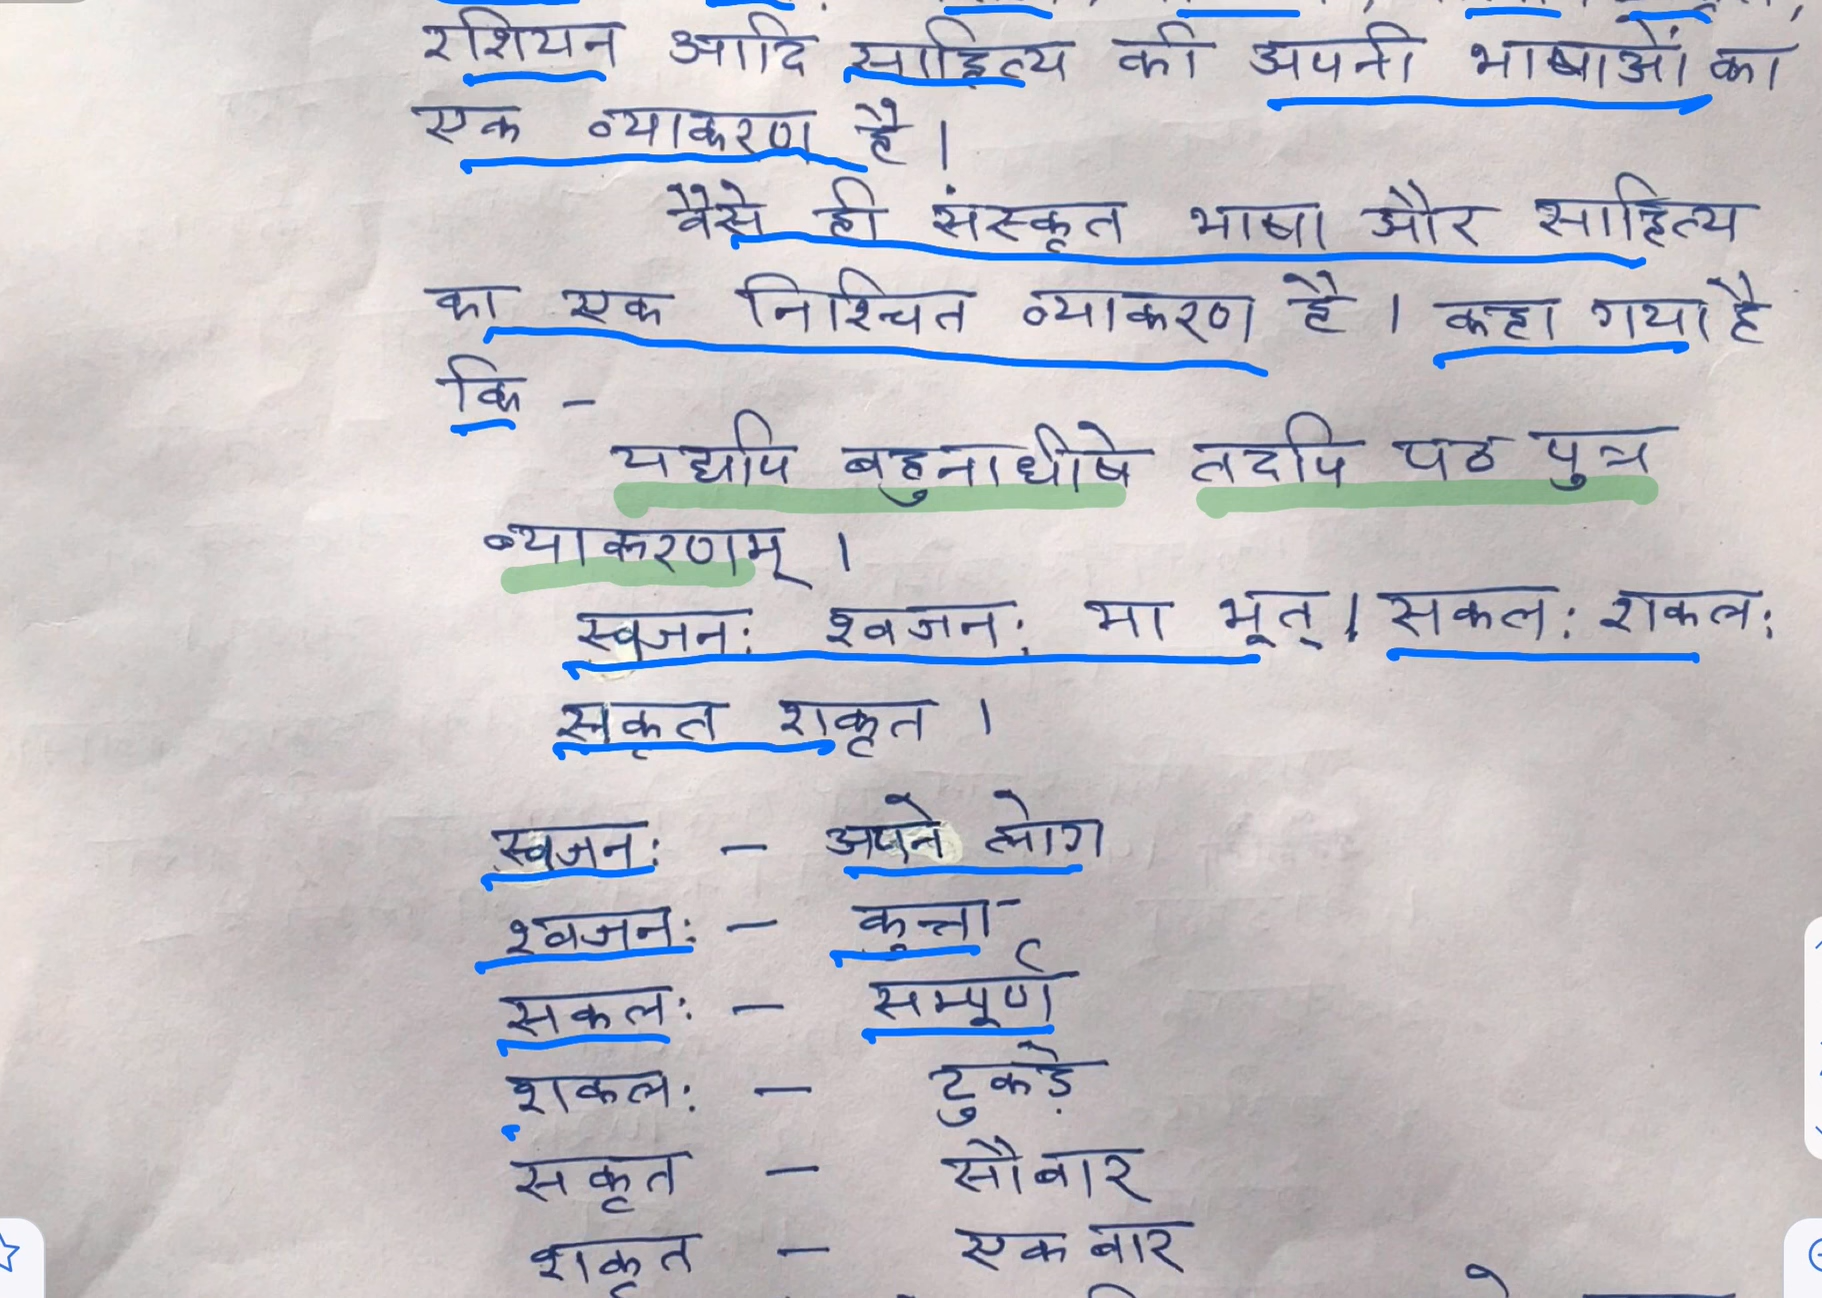 रशियन आदि साहित्य की अपनी भाषाओं का
एक व्याकरण है।
वैसे ही संस्कृत भाषा और साहित्य
का एक निश्चित व्याकरण है। कहा गया है
कि -
यद्यपि बहुनाधीषे तदपि पठ पुत्र
व्याकरणम्।
स्वजनः श्वजनः मा भूत्। सकलः शकलः
सकृत शकृत।
स्वजनः - अपने लोग
श्वजनः - कुत्ता
सकलः - सम्पूर्ण
शकलः - टुकड़े
सकृत - सौवार
शकृत - एक वार